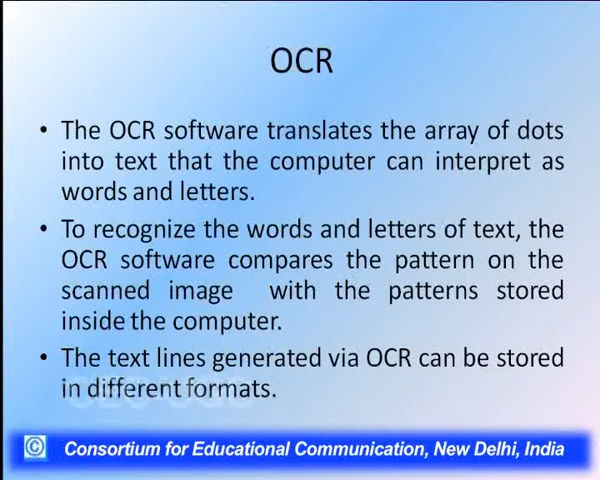 OCR
• The OCR software translates the array of dots
into text that the computer can interpret as
words and letters.
• To recognize the words and letters of text, the
OCR software compares the pattern on the
scanned image with the patterns stored
inside the computer.
• The text lines generated via OCR can be stored
in different formats.
© Consortium for Educational Communication, New Delhi, India